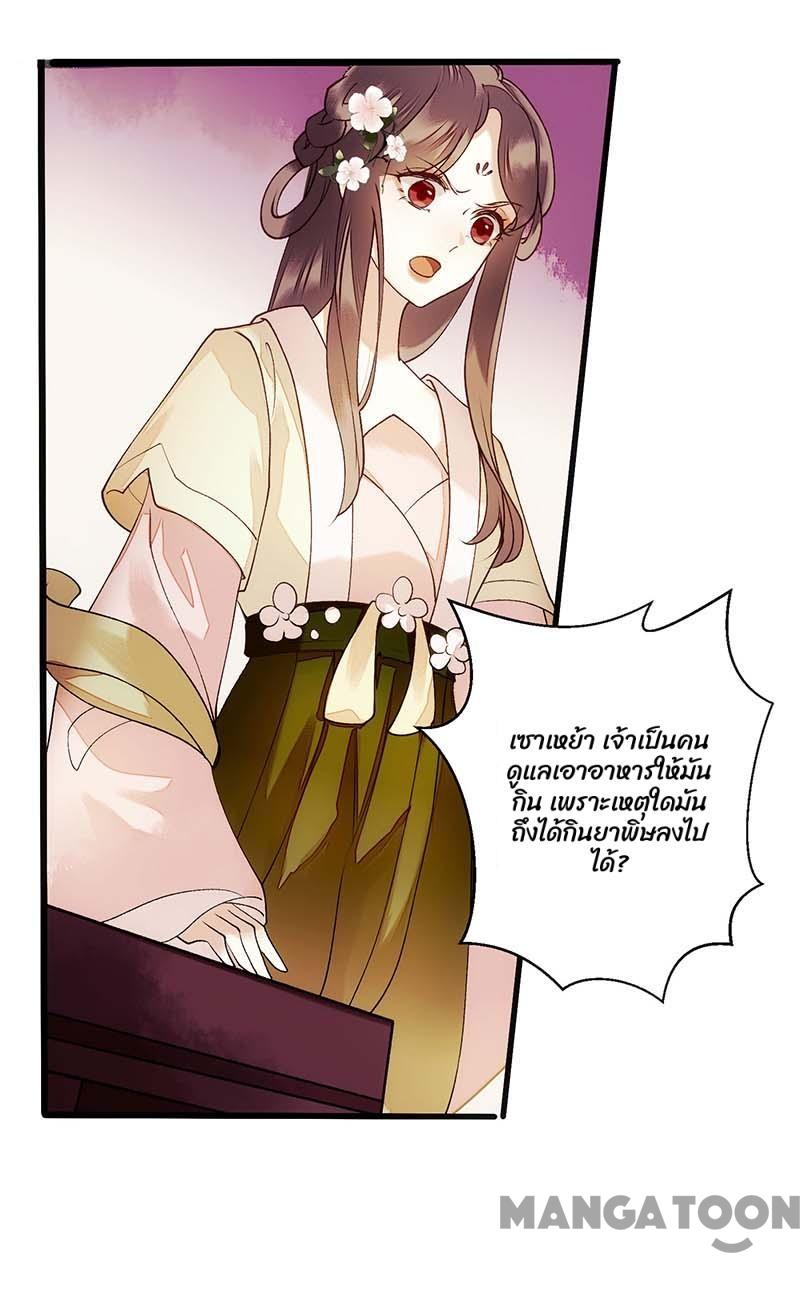 เซาเหย้า เจ้าเป็นคน
ดูแลเอาอาหารให้มัน
กิน เพราะเหตุใดมัน
ถึงได้กินยาพิษลงไป
ได้?
MANGATOON